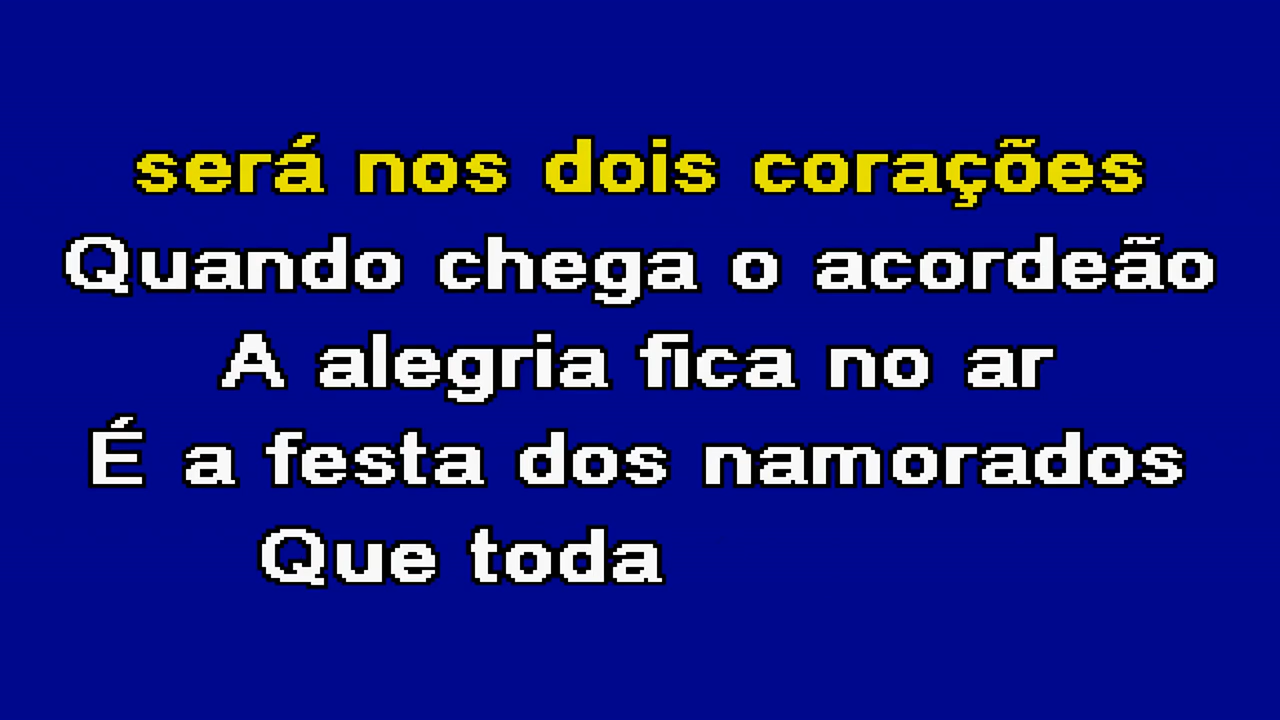 será nos dois corações
Quando chega o acordeão
A alegria fica no ar
É a festa dos namorados
Que toda